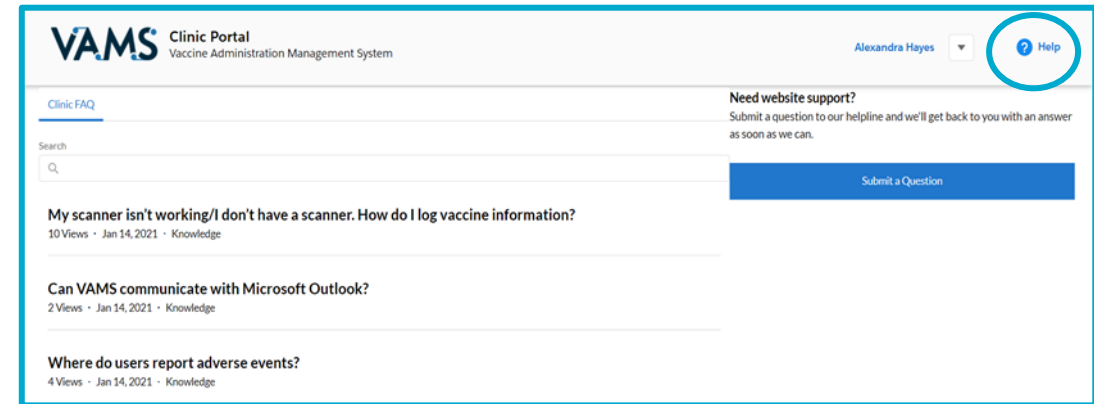 VAMS
Clinic Portal
Vaccine Administration Management System
Alexandra Hayes
? Help
Clinic FAQ
Search
My scanner isn't working/I don't have a scanner. How do I log vaccine information?
10 Views · Jan 14, 2021 · Knowledge
Can VAMS communicate with Microsoft Outlook?
2 Views · Jan 14, 2021 · Knowledge
Where do users report adverse events?
4 Views · Jan 14, 2021 · Knowledge
Need website support?
Submit a question to our helpline and we'll get back to you with an answer
as soon as we can.
Submit a Question